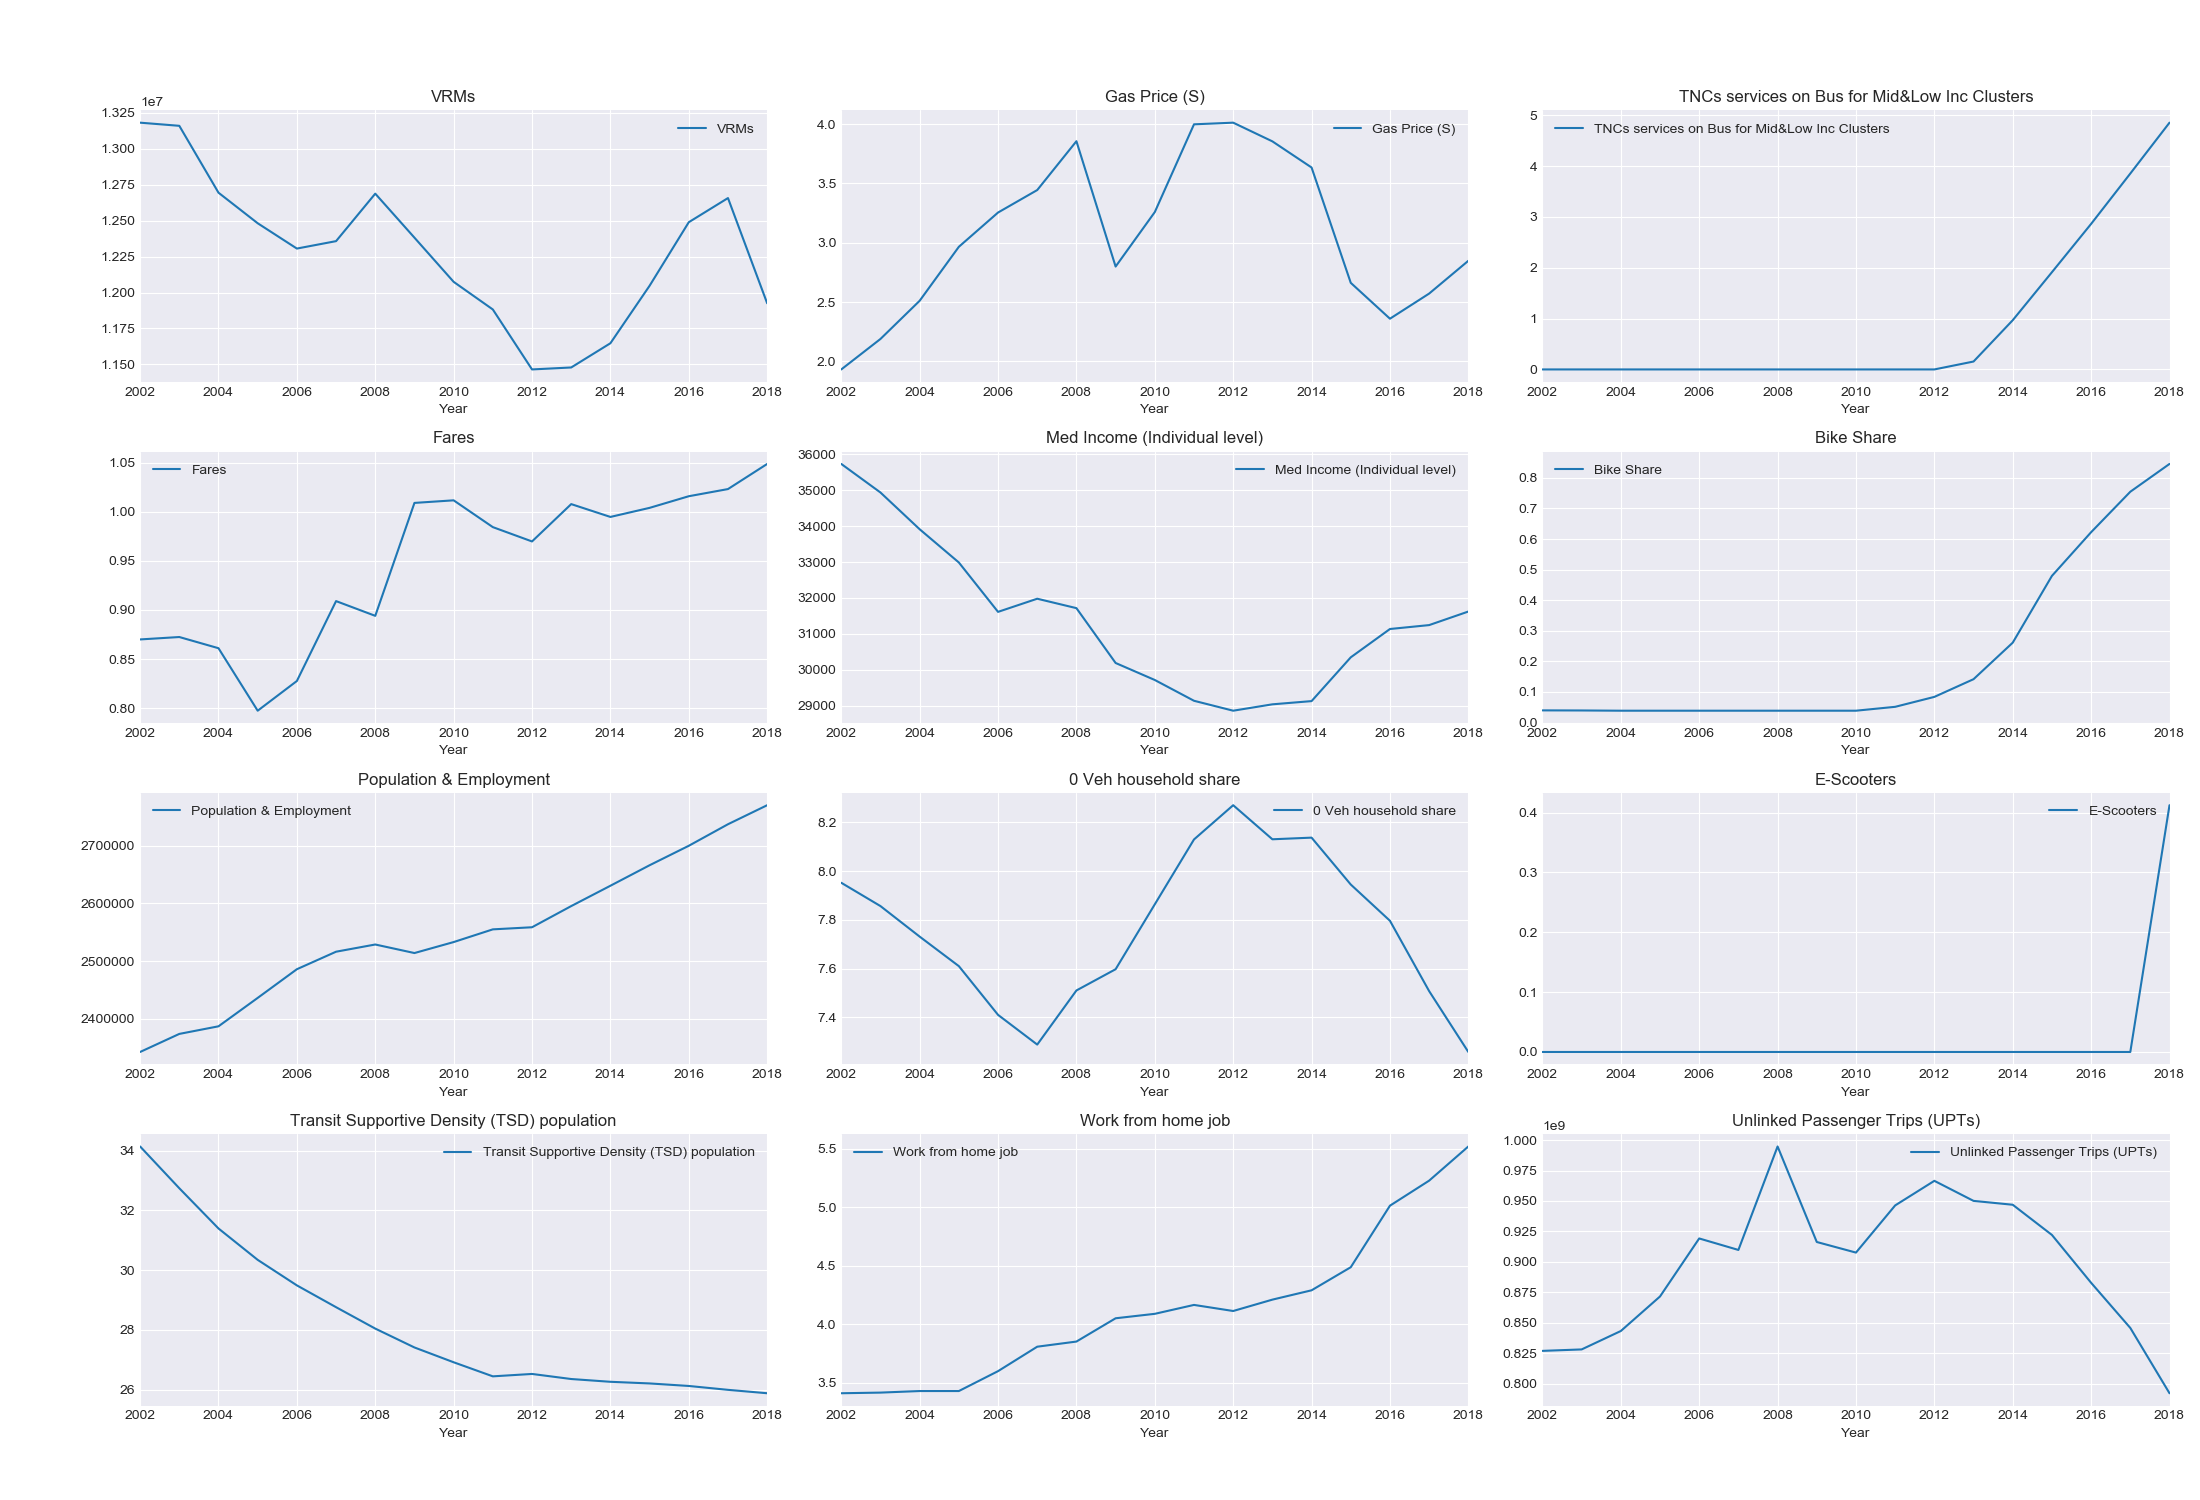 VRMs
1e7
VRMs
1.325
1.300
1.275
1.250
1.225
1.200
1.175
1.150
2002 2004 2006 2008 2010 2012 2014 2016 2018
Year
Gas Price (S)
Gas Price (S)
4.0
3.5
3.0
2.5
2.0
2002 2004 2006 2008 2010 2012 2014 2016 2018
Year
TNCs services on Bus for Mid&Low Inc Clusters
TNCs services on Bus for Mid&Low Inc Clusters
5
4
3
2
1
0
2002 2004 2006 2008 2010 2012 2014 2016 2018
Year
Fares
Fares
1.05
1.00
0.95
0.90
0.85
0.80
2002 2004 2006 2008 2010 2012 2014 2016 2018
Year
Med Income (Individual level)
Med Income (Individual level)
36000
35000
34000
33000
32000
31000
30000
29000
2002 2004 2006 2008 2010 2012 2014 2016 2018
Year
Bike Share
Bike Share
0.8
0.7
0.6
0.5
0.4
0.3
0.2
0.1
0.0
2002 2004 2006 2008 2010 2012 2014 2016 2018
Year
Population & Employment
Population & Employment
2700000
2600000
2500000
2400000
2002 2004 2006 2008 2010 2012 2014 2016 2018
Year
0 Veh household share
0 Veh household share
8.2
8.0
7.8
7.6
7.4
2002 2004 2006 2008 2010 2012 2014 2016 2018
Year
E-Scooters
E-Scooters
0.4
0.3
0.2
0.1
0.0
2002 2004 2006 2008 2010 2012 2014 2016 2018
Year
Transit Supportive Density (TSD) population
Transit Supportive Density (TSD) population
34
32
30
28
26
2002 2004 2006 2008 2010 2012 2014 2016 2018
Year
Work from home job
Work from home job
5.5
5.0
4.5
4.0
3.5
2002 2004 2006 2008 2010 2012 2014 2016 2018
Year
Unlinked Passenger Trips (UPTs)
1e9
Unlinked Passenger Trips (UPTs)
1.000
0.975
0.950
0.925
0.900
0.875
0.850
0.825
0.800
2002 2004 2006 2008 2010 2012 2014 2016 2018
Year